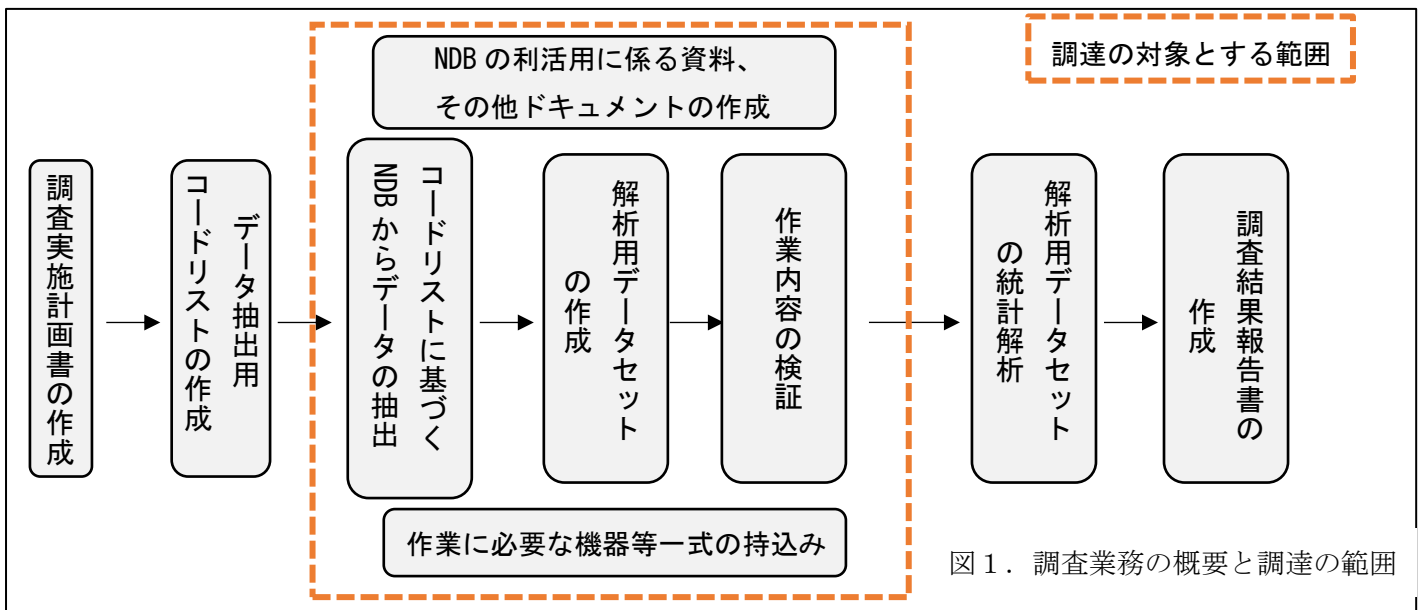 NDBの利活用に係る資料、
その他ドキュメントの作成
調達の対象とする範囲
調査実施計画書の作成
データ抽出用
コードリストの作成
コードリストに基づく
NDBからデータの抽出
解析用データセット
の作成
作業内容の検証
解析用データセット
の統計解析
調査結果報告書の
作成
作業に必要な機器等一式の持込み
図1．調査業務の概要と調達の範囲